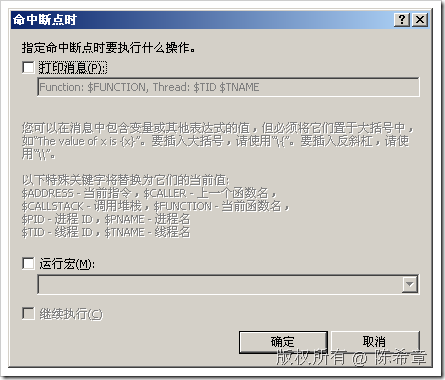 命中断点时
指定命中断点时要执行什么操作。
打印消息(P):
Function: $FUNCTION, Thread: $TID $TNAME
您可以在消息中包含变量或其他表达式的值，但必须将它们置于大括号中，
如“The value of x is {x}”。要插入大括号，请使用“\{”。要插入反斜杠，请使
用“\\”。
以下特殊关键字将替换为它们的当前值:
$ADDRESS - 当前指令，$CALLER - 上一个函数名，
$CALLSTACK - 调用堆栈，$FUNCTION - 当前函数名，
$PID - 进程 ID，$PNAME - 进程名
$TID - 线程 ID，$TNAME - 线程名
运行宏(M):
继续执行(C)
确定
取消
版权所有 @ 陈希章